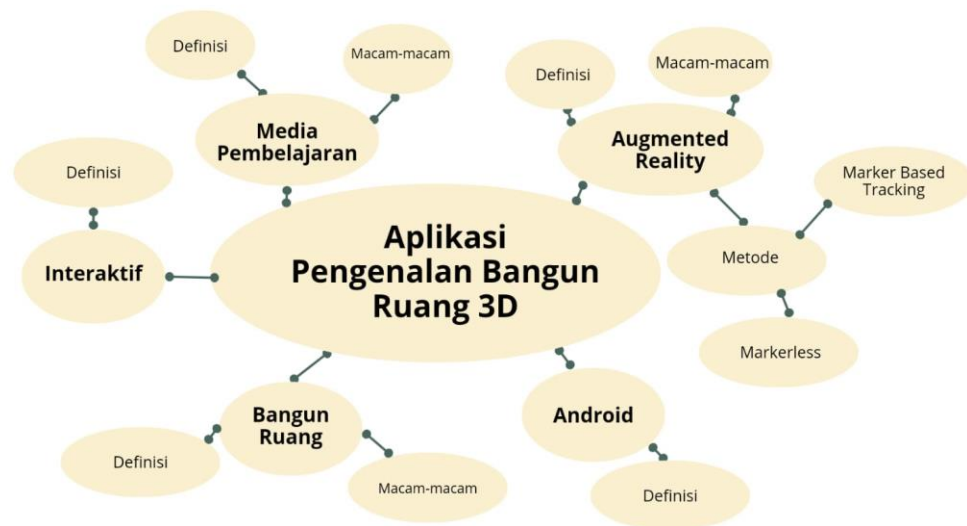 Definisi
Macam-macam
Media
Pembelajaran
Definisi
Interaktif
Aplikasi
Pengenalan Bangun
Ruang 3D
Definisi
Macam-macam
Augmented
Reality
Marker Based
Tracking
Metode
Markerless
Bangun
Ruang
Definisi
Macam-macam
Android
Definisi